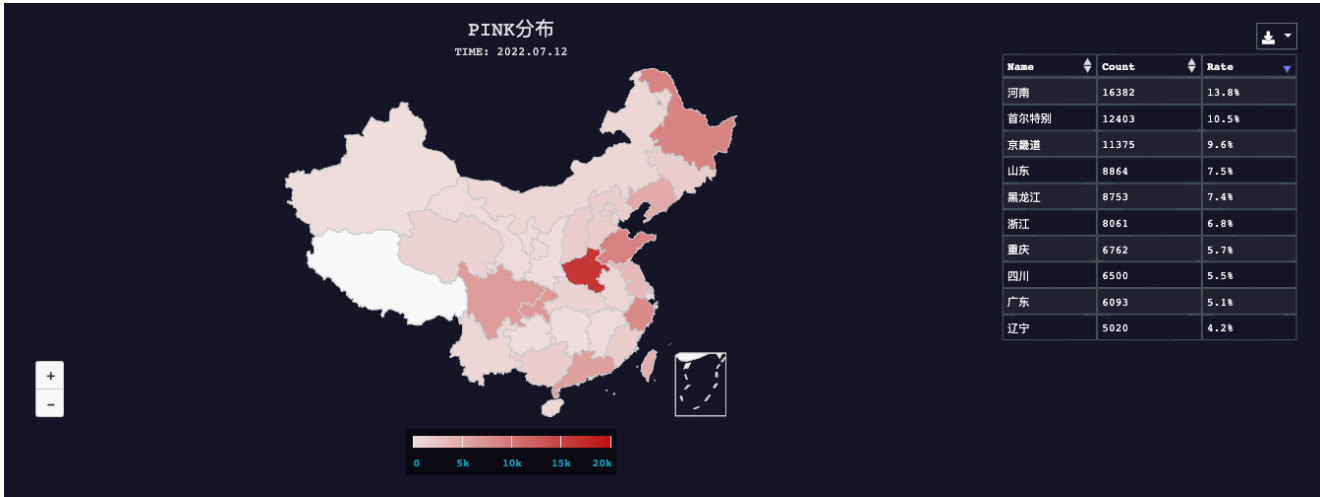 PINK分布
TIME: 2022.07.12
Name Count Rate
河南 16382 13.8%
首尔特别 12403 10.5%
京畿道 11375 9.6%
山东 8864 7.5%
黑龙江 8753 7.4%
浙江 8061 6.8%
重庆 6762 5.7%
四川 6500 5.5%
广东 6093 5.1%
辽宁 5020 4.2%
+
−
0 5k 10k 15k 20k